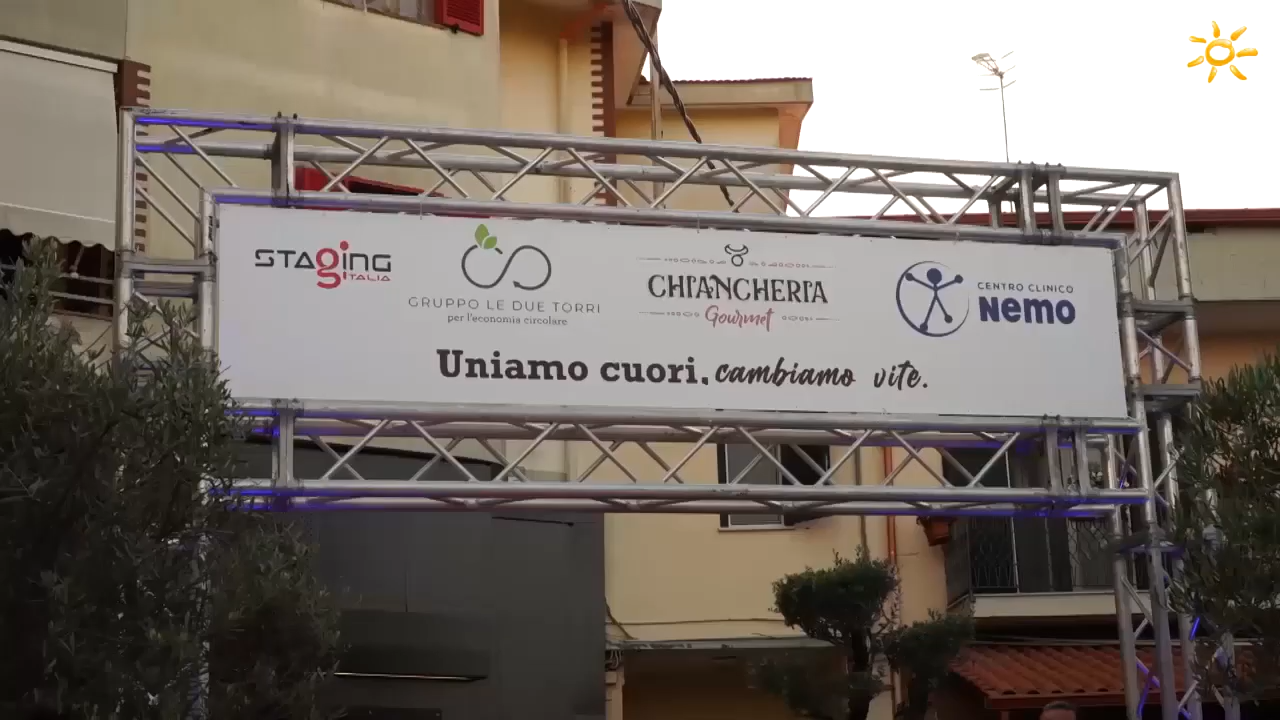 STAGING
ITALIA
GRUPPO LE DUE TORRI
per l'economia circolare
CHIANCHERIA
Gourmet
CENTRO CLINICO
NEMO
Uniamo cuori, cambiamo vite.